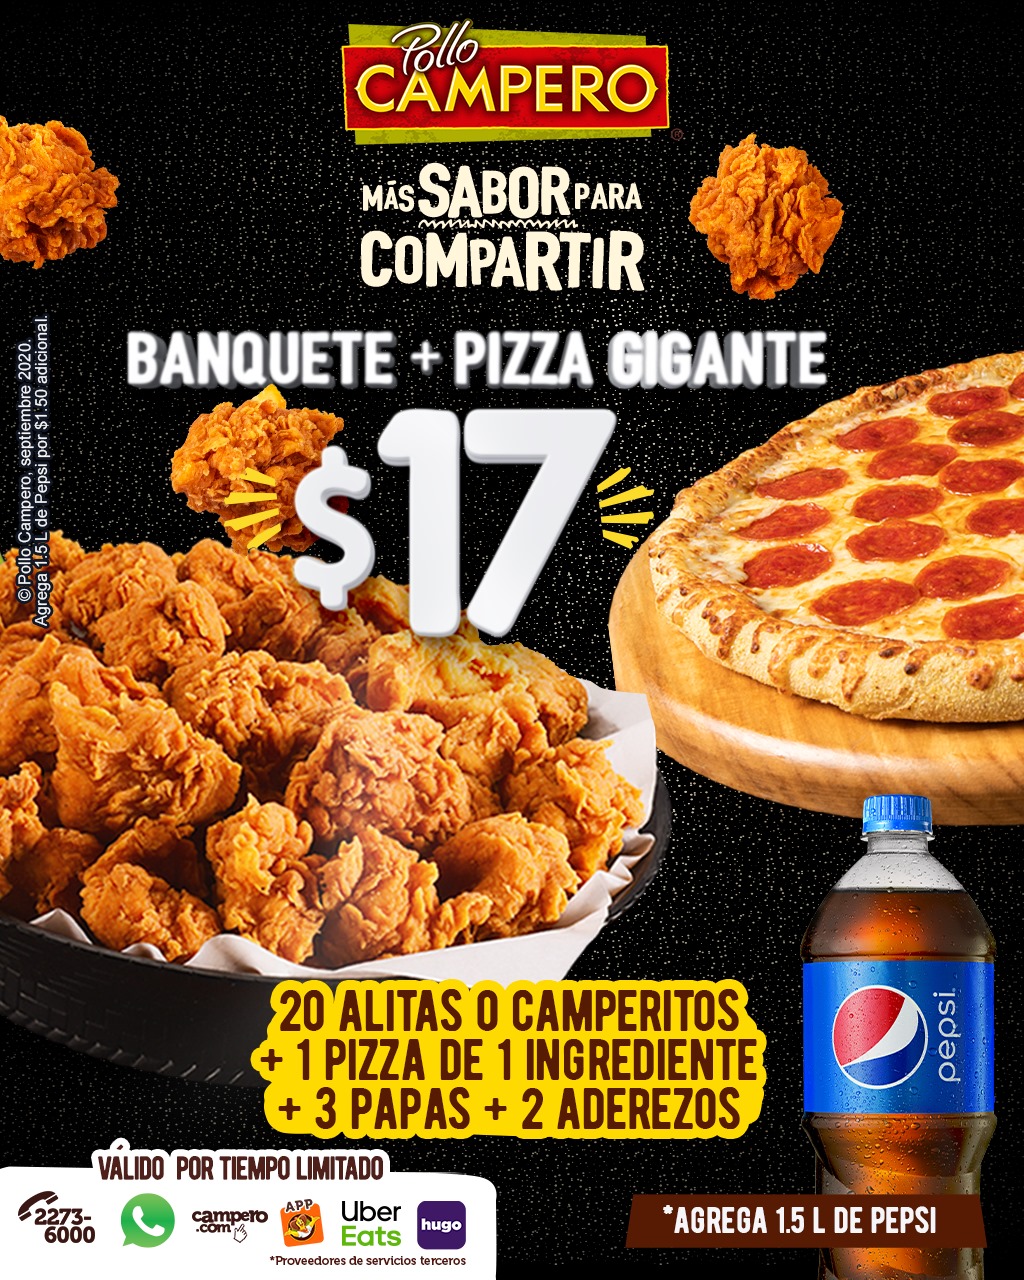 Pollo
CAMPERO
®
MÁS SABOR PARA
COMPARTIR
BANQUETE + PIZZA GIGANTE
$17
© Pollo Campero, septiembre 2020.
Agrega 1.5 L de Pepsi por $1.50 adicional.
20 ALITAS O CAMPERITOS
+ 1 PIZZA DE 1 INGREDIENTE
+ 3 PAPAS + 2 ADEREZOS
pepsi
VÁLIDO POR TIEMPO LIMITADO
2273-
6000
campero
.com
APP
Uber
Eats
hugo
*Proveedores de servicios terceros
*AGREGA 1.5 L DE PEPSI